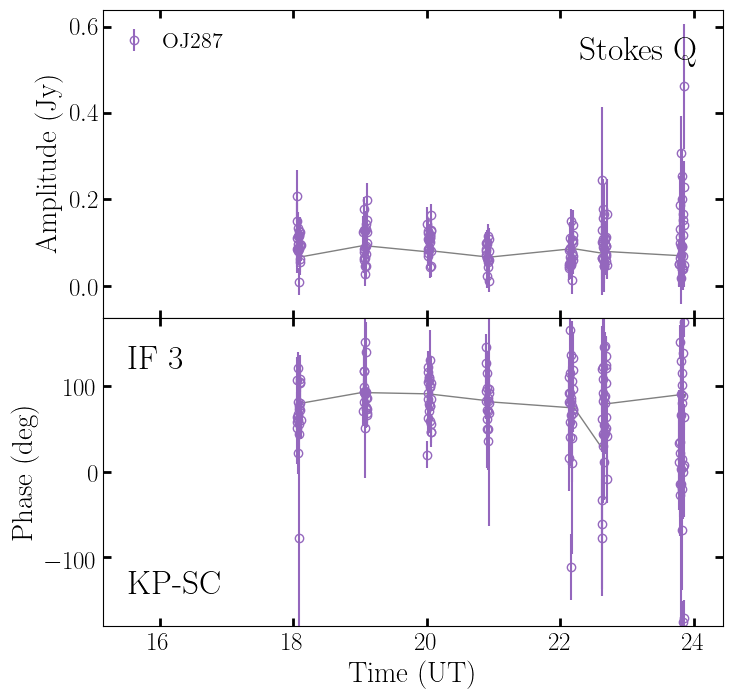 0.6
OJ287
Stokes Q
0.4
Amplitude (Jy)
0.2
0.0
IF 3
100
Phase (deg)
0
−100
KP-SC
16 18 20 22 24
Time (UT)